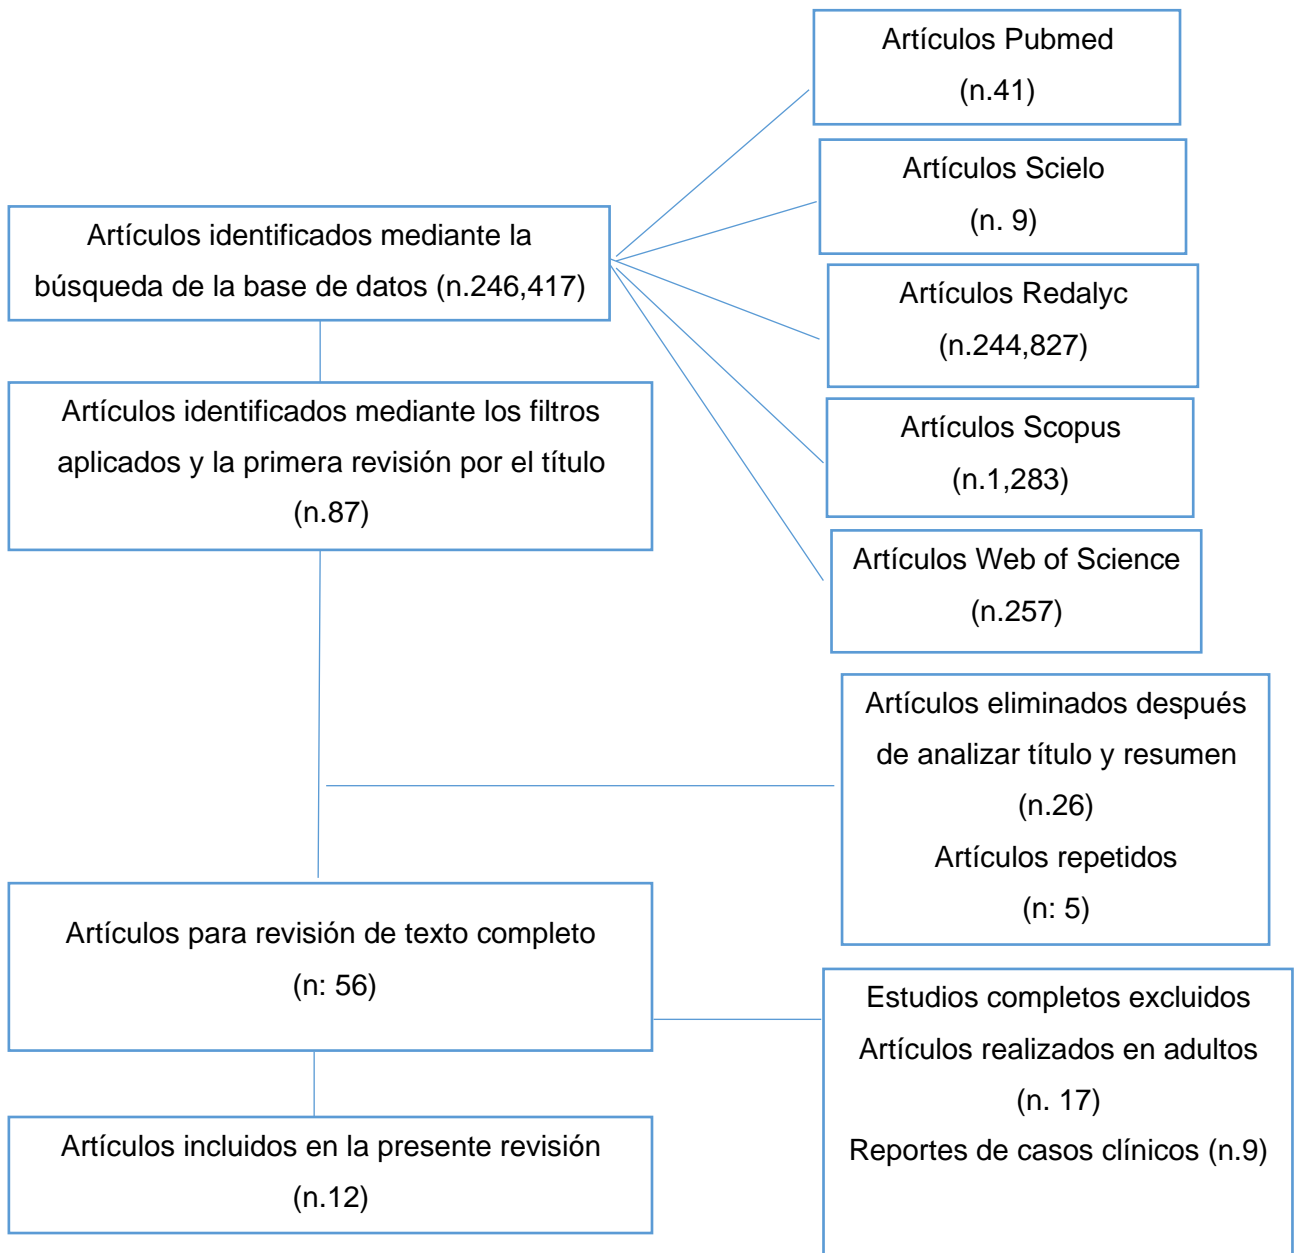 Artículos Pubmed
(n.41)
Artículos Scielo
(n. 9)
Artículos identificados mediante la
búsqueda de la base de datos (n.246,417)
Artículos Redalyc
(n.244,827)
Artículos identificados mediante los filtros
aplicados y la primera revisión por el título
(n.87)
Artículos Scopus
(n.1,283)
Artículos Web of Science
(n.257)
Artículos eliminados después
de analizar título y resumen
(n.26)
Artículos repetidos
(n: 5)
Artículos para revisión de texto completo
(n: 56)
Estudios completos excluidos
Artículos realizados en adultos
(n. 17)
Reportes de casos clínicos (n.9)
Artículos incluidos en la presente revisión
(n.12)